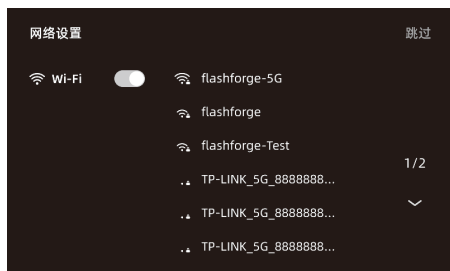 网络设置 跳过
Wi-Fi flashforge-5G
flashforge
flashforge-Test
1/2
TP-LINK_5G_8888888...
TP-LINK_5G_8888888...
TP-LINK_5G_8888888...